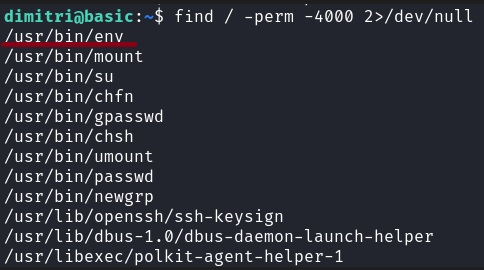 dimitri@basic:~$ find / -perm -4000 2>/dev/null
/usr/bin/env
/usr/bin/mount
/usr/bin/su
/usr/bin/chfn
/usr/bin/gpasswd
/usr/bin/chsh
/usr/bin/umount
/usr/bin/passwd
/usr/bin/newgrp
/usr/lib/openssh/ssh-keysign
/usr/lib/dbus-1.0/dbus-daemon-launch-helper
/usr/libexec/polkit-agent-helper-1